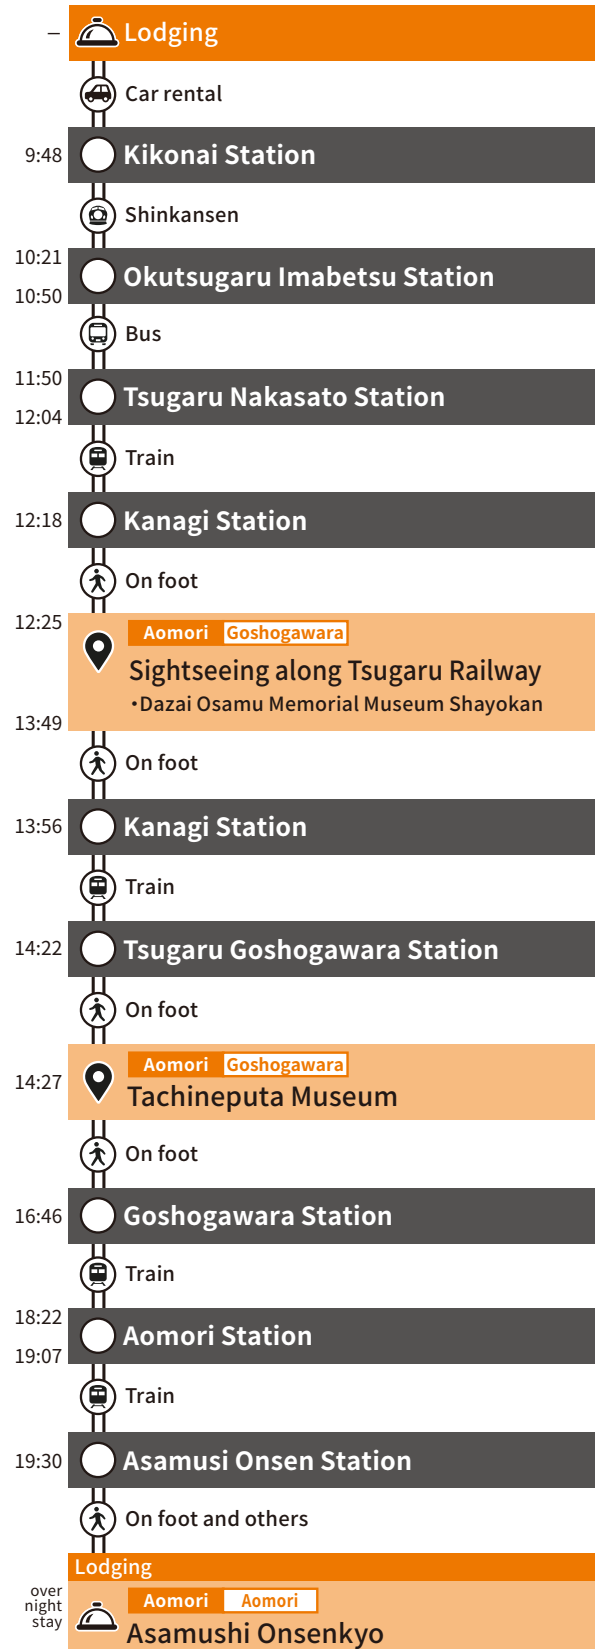 –
Lodging
Car rental
9:48
Kikonai Station
Shinkansen
10:21
Okutsugaru Imabetsu Station
10:50
Bus
11:50
Tsugaru Nakasato Station
12:04
Train
12:18
Kanagi Station
On foot
12:25
Aomori Goshogawara
Sightseeing along Tsugaru Railway
・Dazai Osamu Memorial Museum Shayokan
13:49
On foot
13:56
Kanagi Station
Train
14:22
Tsugaru Goshogawara Station
On foot
Aomori Goshogawara
14:27
Tachineputa Museum
On foot
16:46
Goshogawara Station
Train
18:22
Aomori Station
19:07
Train
19:30
Asamusi Onsen Station
On foot and others
Lodging
over
night
stay
Aomori Aomori
Asamushi Onsenkyo